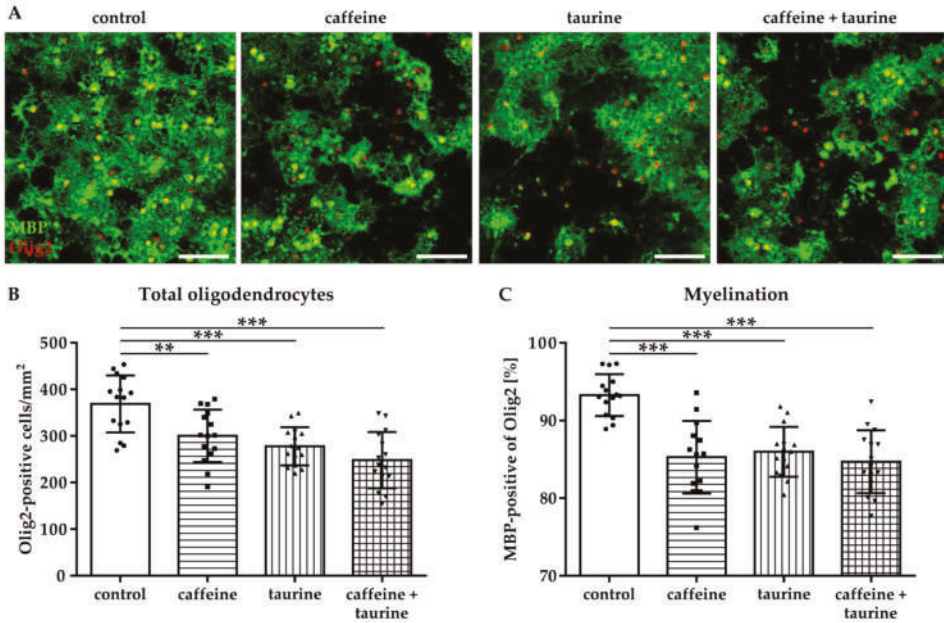 A
control caffeine taurine caffeine + taurine
MBP
Olig2
B Total oligodendrocytes
***
***
**
500
400
300
200
100
0
Olig2-positive cells/mm²
control caffeine taurine caffeine +
taurine
C Myelination
***
***
***
100
90
80
70
MBP-positive of Olig2 [%]
control caffeine taurine caffeine +
taurine